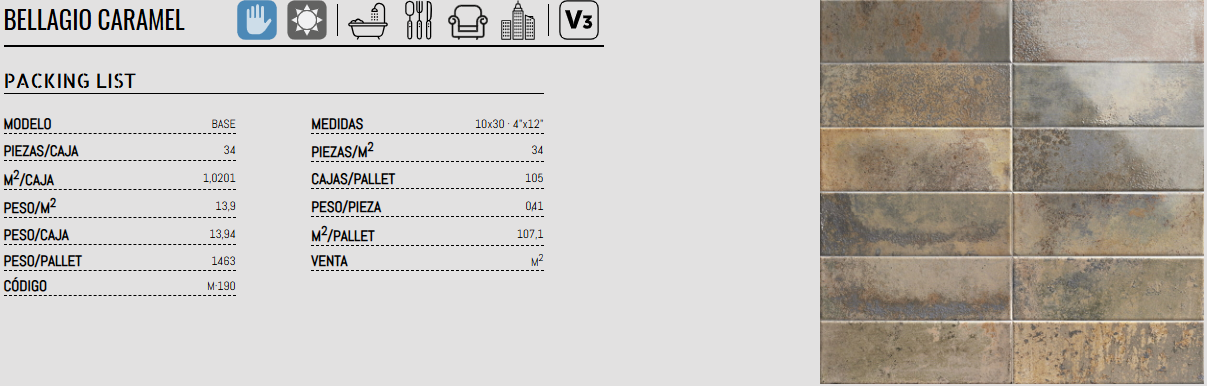 BELLAGIO CARAMEL
V3
PACKING LIST
MODELO BASE
PIEZAS/CAJA 34
M²/CAJA 1,0201
PESO/M² 13,9
PESO/CAJA 13,94
PESO/PALLET 1463
CÓDIGO M-190
MEDIDAS 10x30 · 4"x12"
PIEZAS/M² 34
CAJAS/PALLET 105
PESO/PIEZA 0,41
M²/PALLET 107,1
VENTA M²